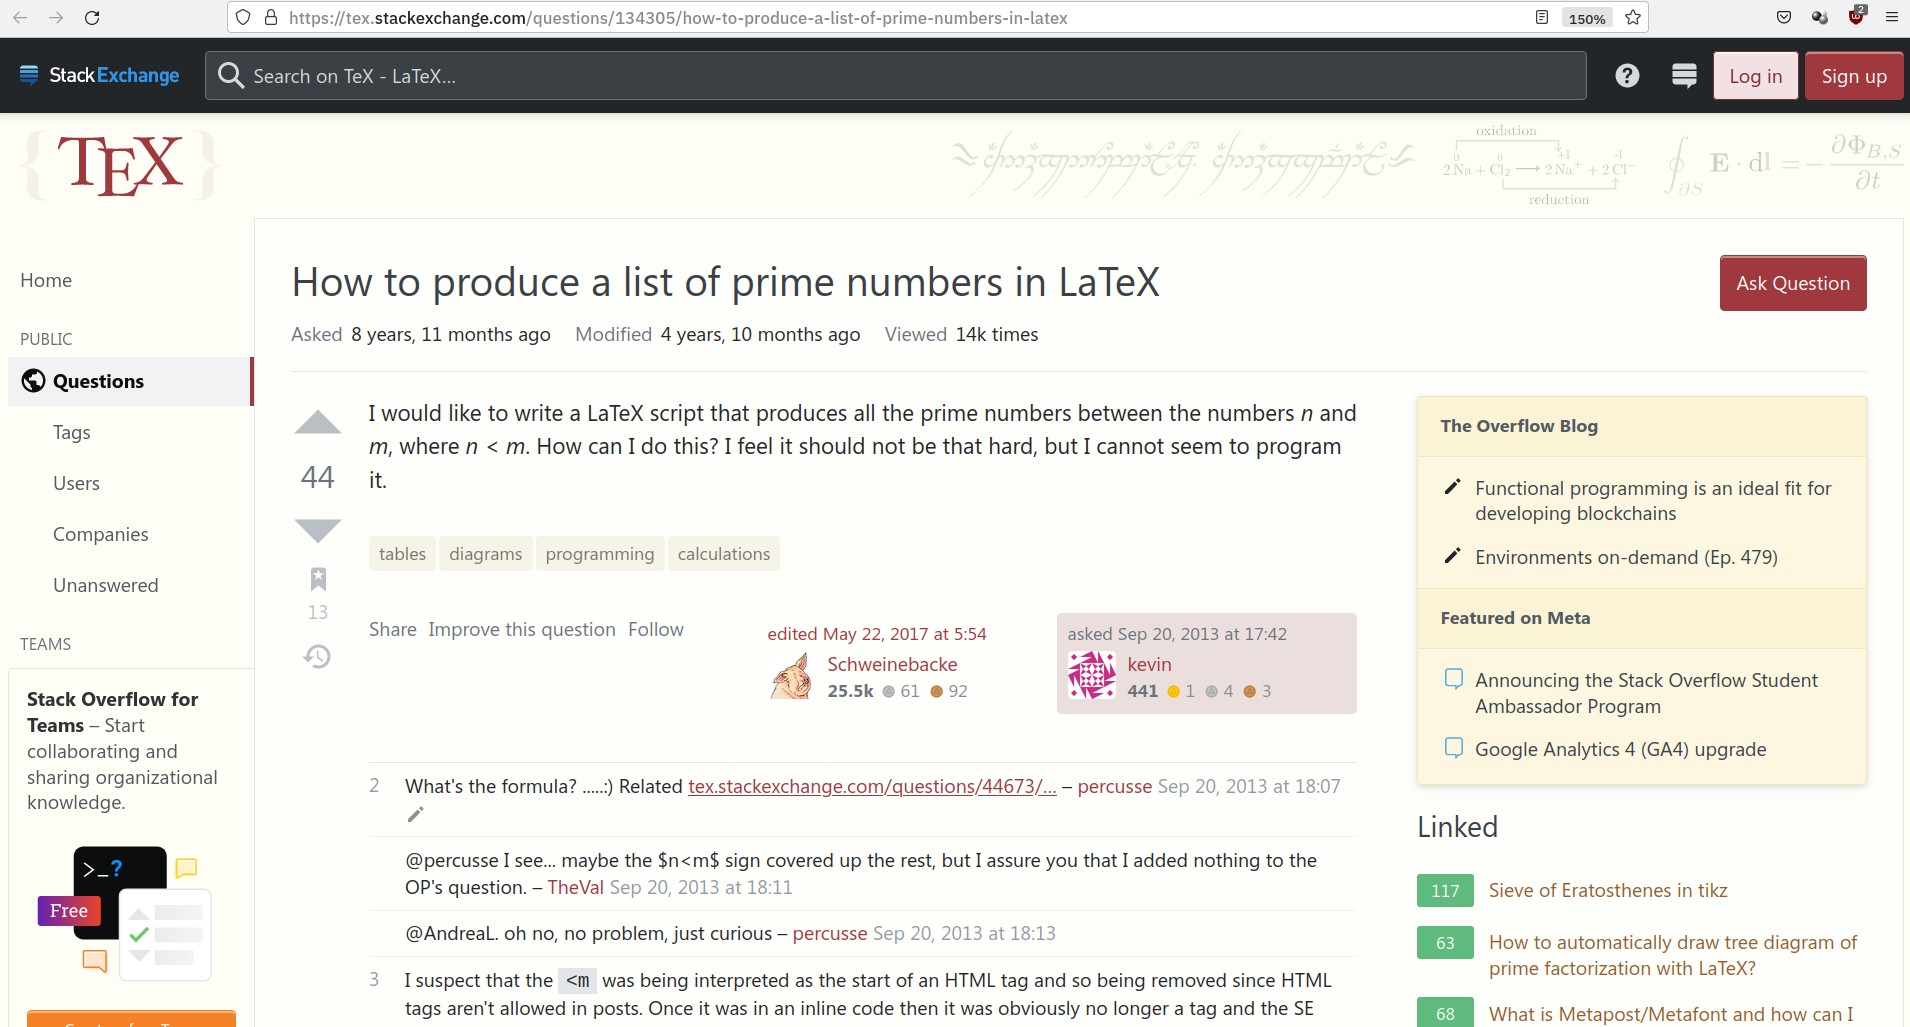 https://tex.stackexchange.com/questions/134305/how-to-produce-a-list-of-prime-numbers-in-latex
150%
2
StackExchange
Search on TeX - LaTeX...
Log in
Sign up
{TEX}
oxidation
0 0 +1 -1
2 Na + Cl₂ ⟶ 2 Na⁺ + 2 Cl⁻
reduction
∮∂S E · dl = − ∂Φ_B,S / ∂t
Home
PUBLIC
Questions
Tags
Users
Companies
Unanswered
TEAMS
Stack Overflow for
Teams – Start
collaborating and
sharing organizational
knowledge.
>_?
Free
How to produce a list of prime numbers in LaTeX
Ask Question
Asked 8 years, 11 months ago Modified 4 years, 10 months ago Viewed 14k times
44
13
I would like to write a LaTeX script that produces all the prime numbers between the numbers n and
m, where n < m. How can I do this? I feel it should not be that hard, but I cannot seem to program
it.
tables diagrams programming calculations
Share Improve this question Follow
edited May 22, 2017 at 5:54
Schweinebacke
25.5k 61 92
asked Sep 20, 2013 at 17:42
kevin
441 1 4 3
2 What's the formula? .....:) Related tex.stackexchange.com/questions/44673/... – percusse Sep 20, 2013 at 18:07
@percusse I see... maybe the $n<m$ sign covered up the rest, but I assure you that I added nothing to the
OP's question. – TheVal Sep 20, 2013 at 18:11
@AndreaL. oh no, no problem, just curious – percusse Sep 20, 2013 at 18:13
3 I suspect that the <m was being interpreted as the start of an HTML tag and so being removed since HTML
tags aren't allowed in posts. Once it was in an inline code then it was obviously no longer a tag and the SE
The Overflow Blog
Functional programming is an ideal fit for
developing blockchains
Environments on-demand (Ep. 479)
Featured on Meta
Announcing the Stack Overflow Student
Ambassador Program
Google Analytics 4 (GA4) upgrade
Linked
117 Sieve of Eratosthenes in tikz
63 How to automatically draw tree diagram of
prime factorization with LaTeX?
68 What is Metapost/Metafont and how can I